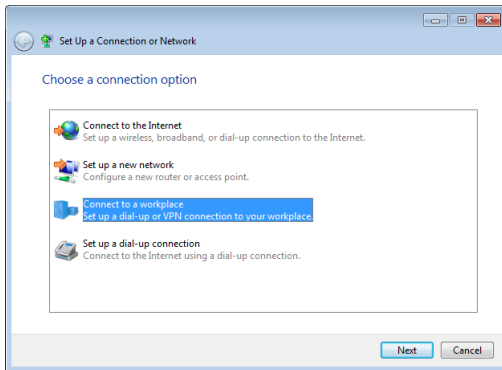 Set Up a Connection or Network
Choose a connection option
Connect to the Internet
Set up a wireless, broadband, or dial-up connection to the Internet.
Set up a new network
Configure a new router or access point.
Connect to a workplace
Set up a dial-up or VPN connection to your workplace.
Set up a dial-up connection
Connect to the Internet using a dial-up connection.
Next Cancel